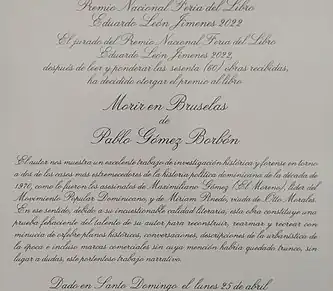 Premio Nacional Feria del Libro
Eduardo León Jimenes 2022
El jurado del Premio Nacional Feria del Libro
Eduardo León Jimenes 2022,
después de leer y ponderar las sesenta (60) obras recibidas,
ha decidido otorgar el premio al libro
Morir en Bruselas
de
Pablo Gómez Borbón
El autor nos muestra un excelente trabajo de investigación histórica y forense en torno
a dos de los casos más estremecedores de la historia política dominicana de la década de
1970, como lo fueron los asesinatos de Maximiliano Gómez (El Moreno), líder del
Movimiento Popular Dominicano, y de Miriam Pinedo, viuda de Otto Morales.
En ese sentido, debido a su incuestionable calidad literaria, esta obra constituye una
prueba fehaciente del talento de su autor para reconstruir, rearmar y recrear con
minucia de orfebre planos históricos, conversaciones, descripciones de la urbanística de
la época e incluso marcas comerciales sin cuya mención habría quedado trunco, sin
lugar a dudas, este portentoso trabajo narrativo.
Dado en Santo Domingo, el lunes 25 de abril